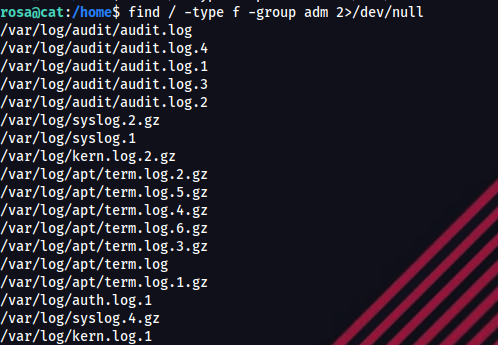 rosa@cat:/home$ find / -type f -group adm 2>/dev/null
/var/log/audit/audit.log
/var/log/audit/audit.log.4
/var/log/audit/audit.log.1
/var/log/audit/audit.log.3
/var/log/audit/audit.log.2
/var/log/syslog.2.gz
/var/log/syslog.1
/var/log/kern.log.2.gz
/var/log/apt/term.log.2.gz
/var/log/apt/term.log.5.gz
/var/log/apt/term.log.4.gz
/var/log/apt/term.log.6.gz
/var/log/apt/term.log.3.gz
/var/log/apt/term.log
/var/log/apt/term.log.1.gz
/var/log/auth.log.1
/var/log/syslog.4.gz
/var/log/kern.log.1